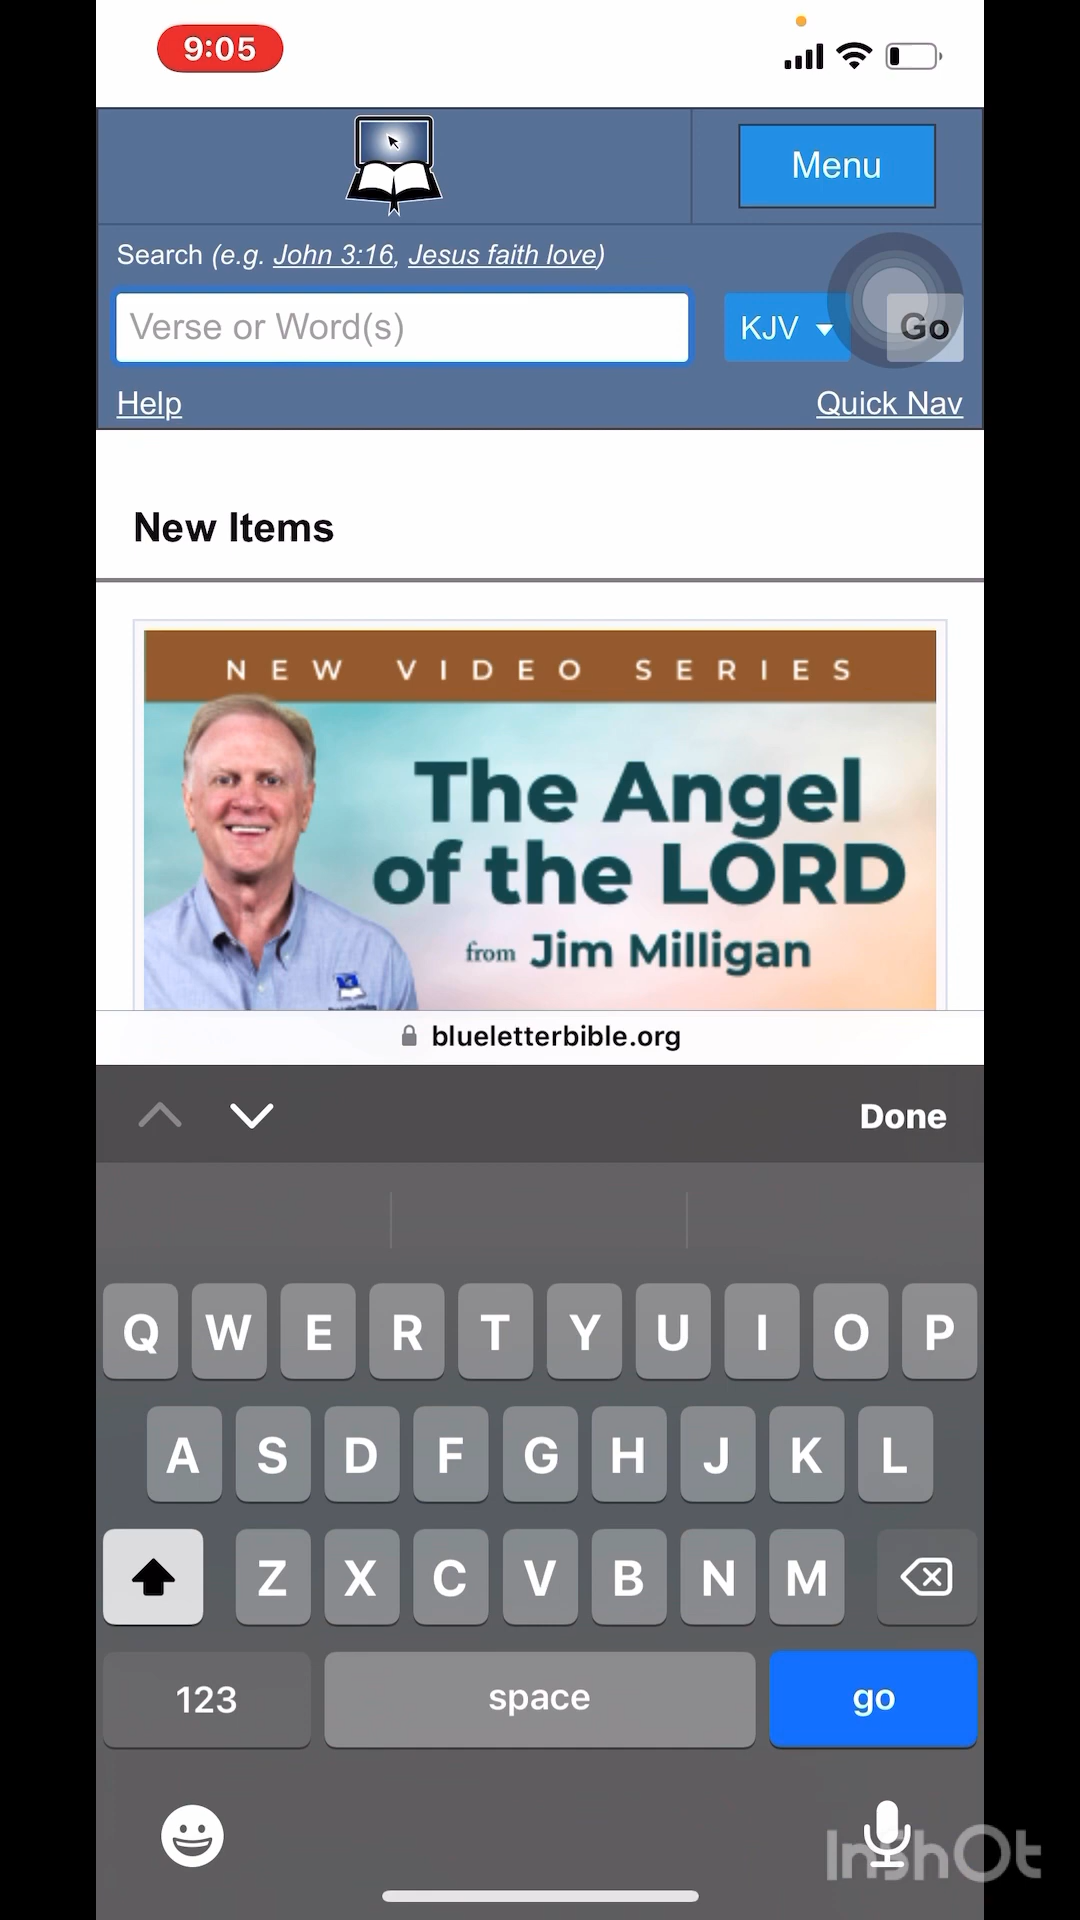 9:05
Menu
Search (e.g. John 3:16, Jesus faith love)
Verse or Word(s)
KJV
Go
Help
Quick Nav
New Items
NEW VIDEO SERIES
The Angel
of the LORD
from Jim Milligan
blueletterbible.org
Done
Q W E R T Y U I O P
A S D F G H J K L
Z X C V B N M
123
space
go
InShOt